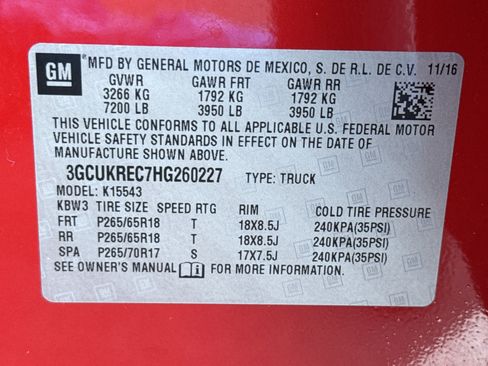 GM MFD BY GENERAL MOTORS DE MEXICO, S. DE R.L. DE C.V. 11/16
GVWR GAWR FRT GAWR RR
3266 KG 1792 KG 1792 KG
7200 LB 3950 LB 3950 LB
THIS VEHICLE CONFORMS TO ALL APPLICABLE U.S. FEDERAL MOTOR
VEHICLE SAFETY STANDARDS IN EFFECT ON THE DATE OF
MANUFACTURE SHOWN ABOVE.
3GCUKREC7HG260227 TYPE: TRUCK
MODEL: K15543
KBW3 TIRE SIZE SPEED RTG RIM COLD TIRE PRESSURE
FRT P265/65R18 T 18X8.5J 240KPA(35PSI)
RR P265/65R18 T 18X8.5J 240KPA(35PSI)
SPA P265/70R17 S 17X7.5J 240KPA(35PSI)
SEE OWNER'S MANUAL FOR MORE INFORMATION.